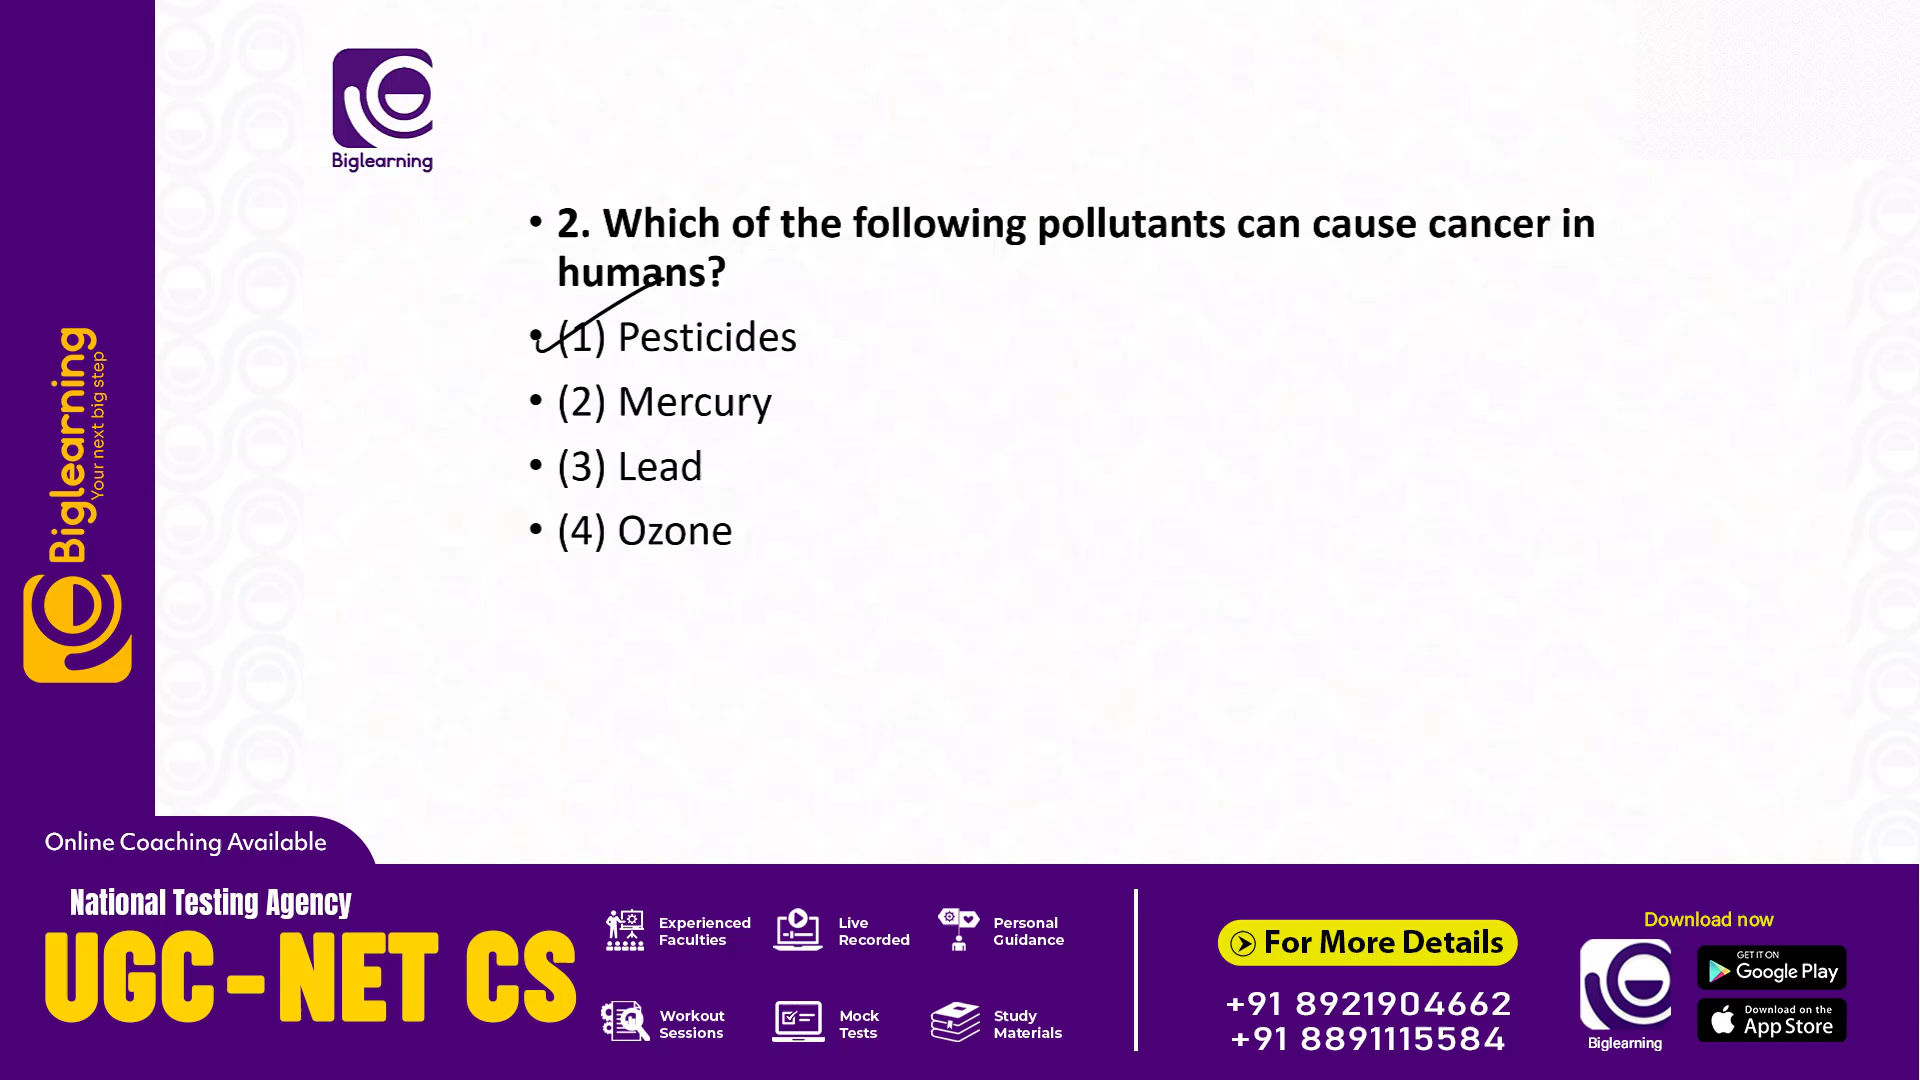 Biglearning
• 2. Which of the following pollutants can cause cancer in
humans?
• (1) Pesticides
• (2) Mercury
• (3) Lead
• (4) Ozone
Biglearning
Your next big step
Online Coaching Available
National Testing Agency
UGC-NET CS
Experienced
Faculties
Live
Recorded
Personal
Guidance
Workout
Sessions
Mock
Tests
Study
Materials
For More Details
+91 8921904662
+91 8891115584
Download now
Biglearning
GET IT ON
Google Play
Download on the
App Store